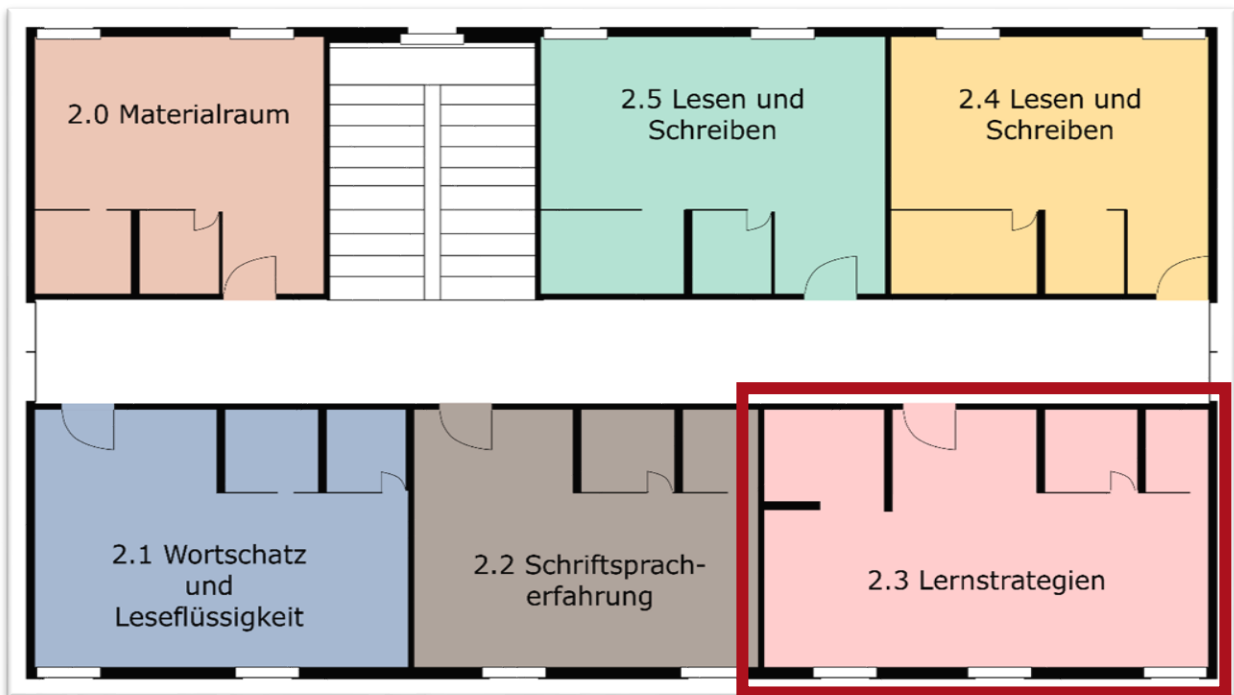 2.0 Materialraum
2.5 Lesen und
Schreiben
2.4 Lesen und
Schreiben
2.1 Wortschatz
und
Leseflüssigkeit
2.2 Schriftsprach-
erfahrung
2.3 Lernstrategien